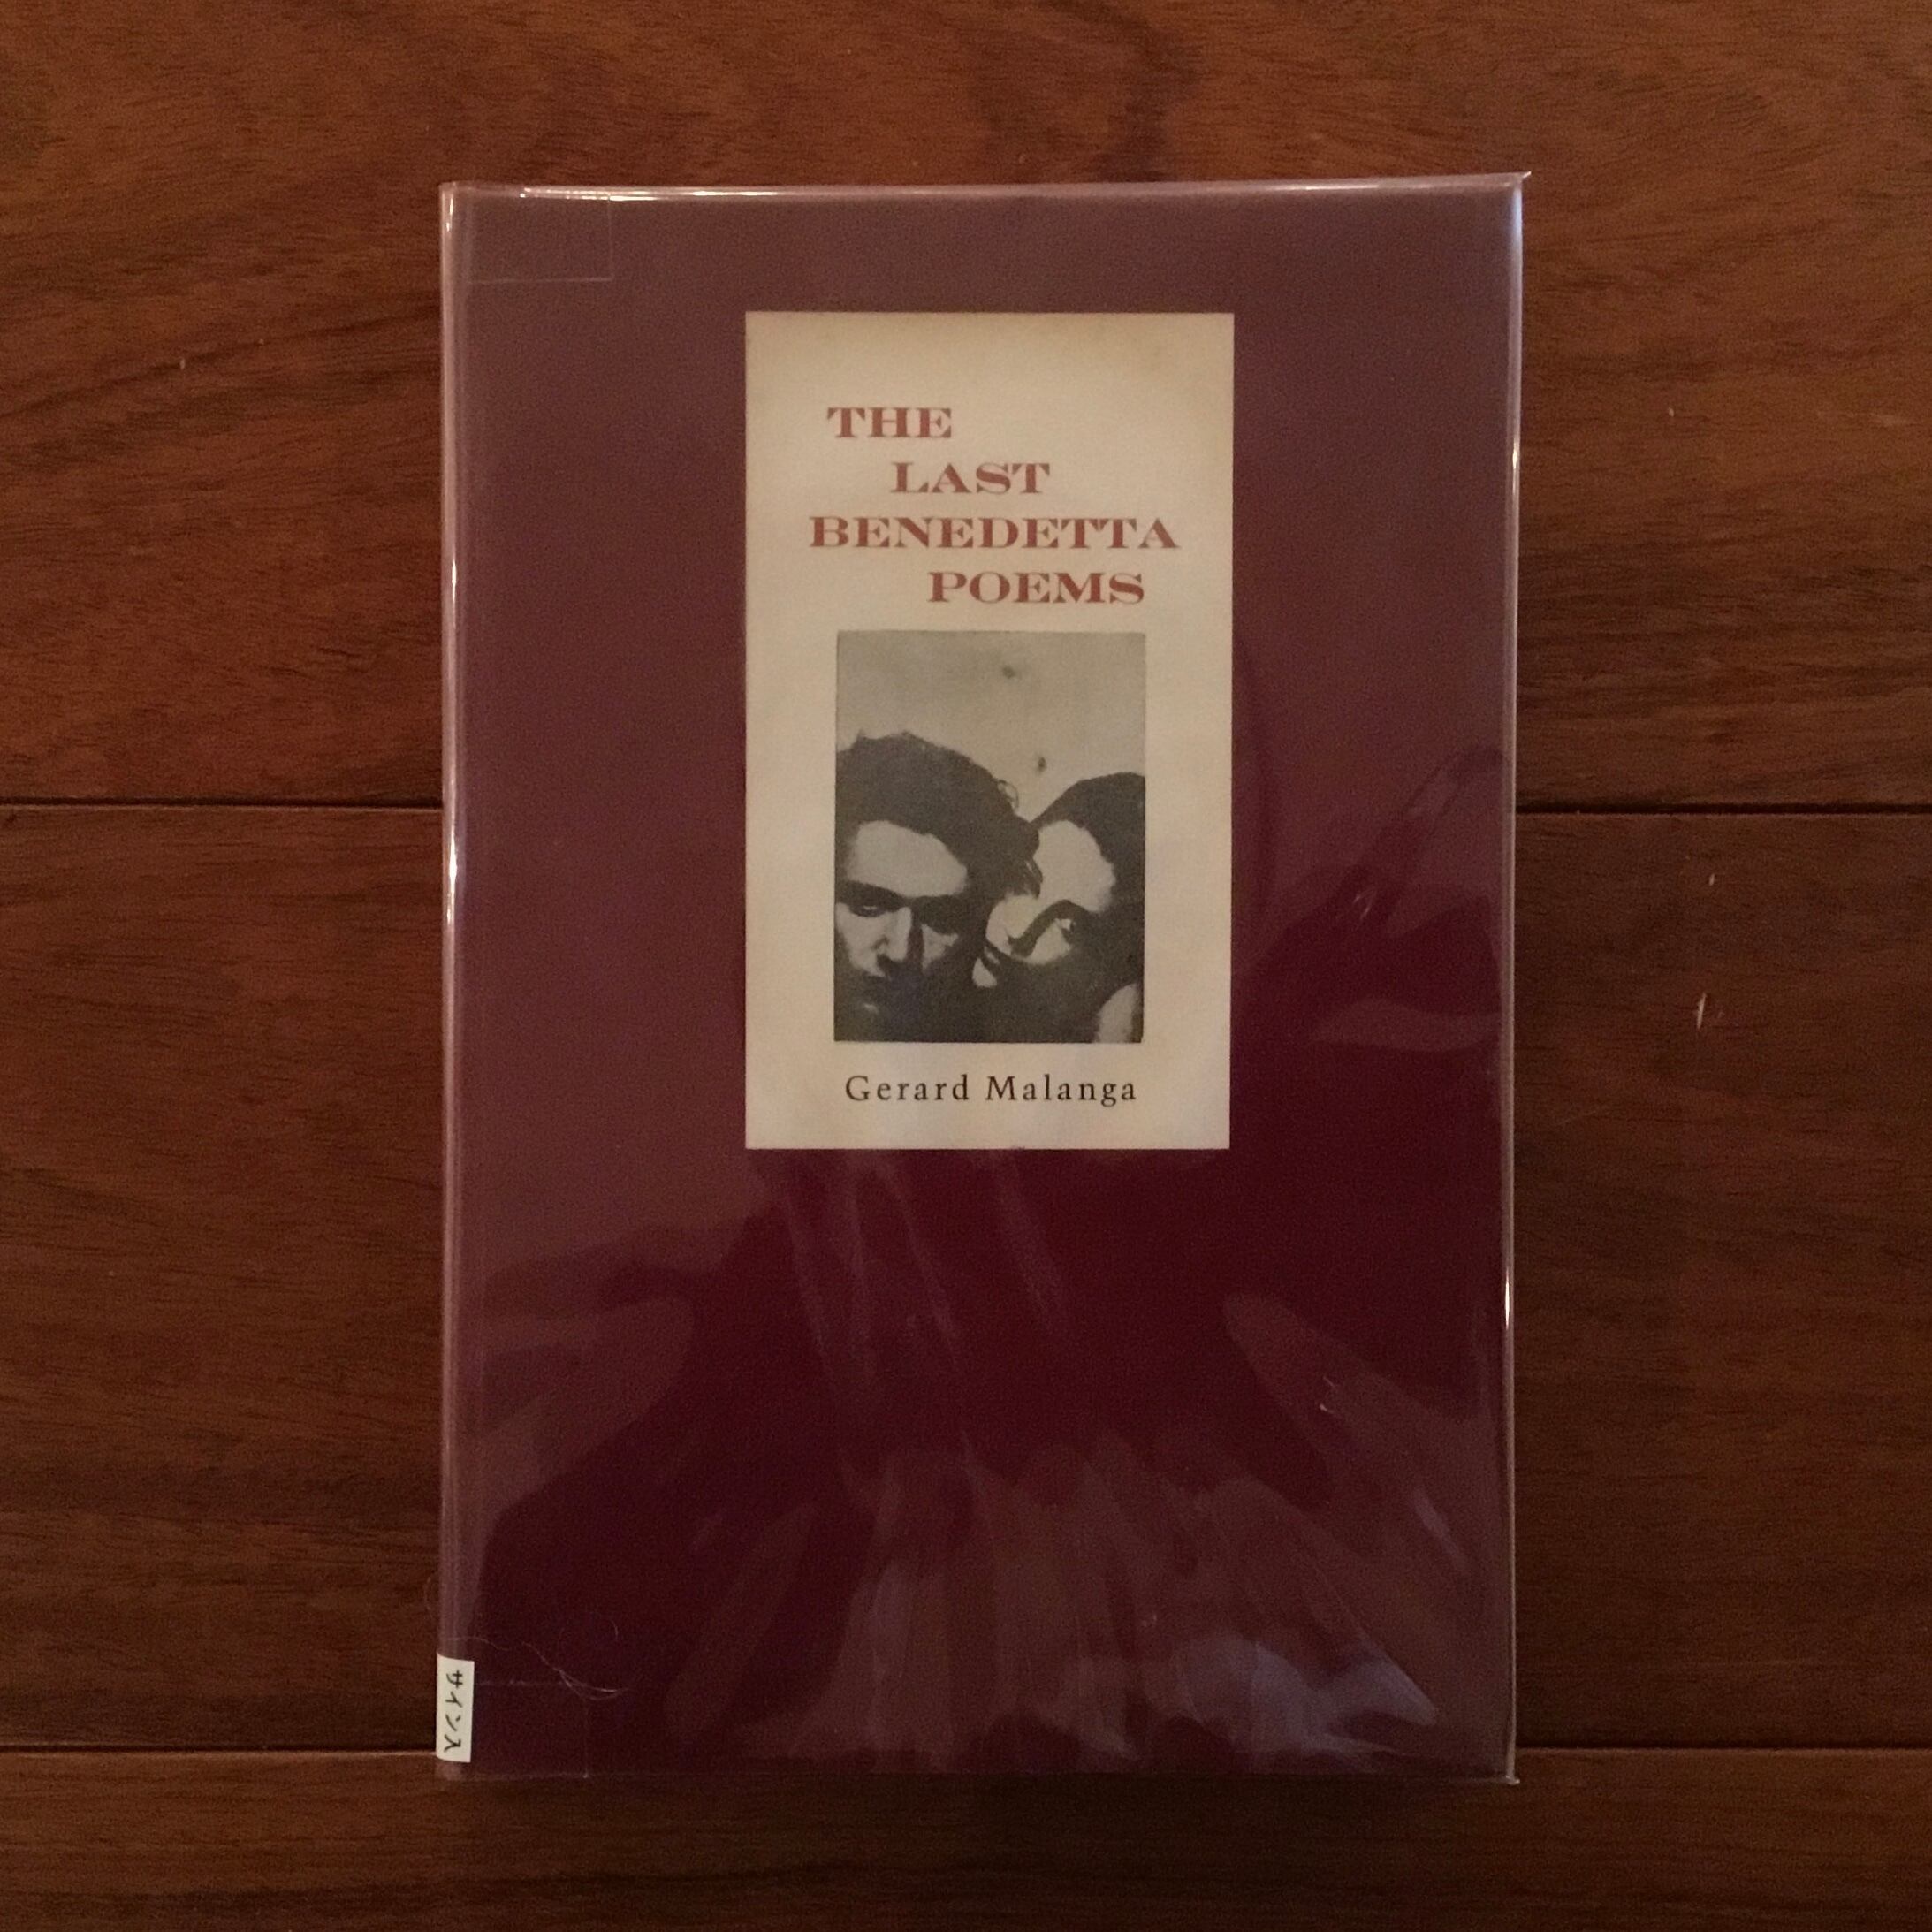 THE
LAST
BENEDETTA
POEMS
Gerard Malanga
サイン入